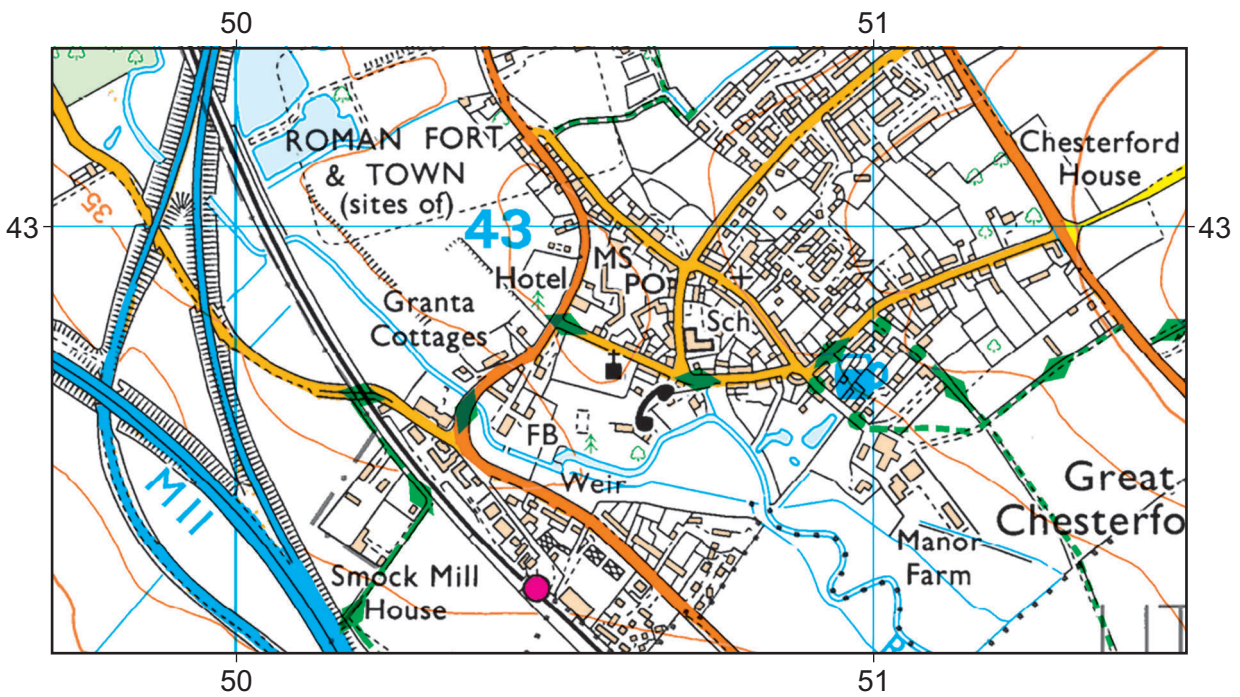 50
51
ROMAN FORT
& TOWN
(sites of)
Chesterford
House
35
43
43
43
MS
Hotel
PO
Granta
Cottages
Sch
FB
Weir
M11
Great
Chesterfo
Manor
Farm
Smock Mill
House
R
50
51